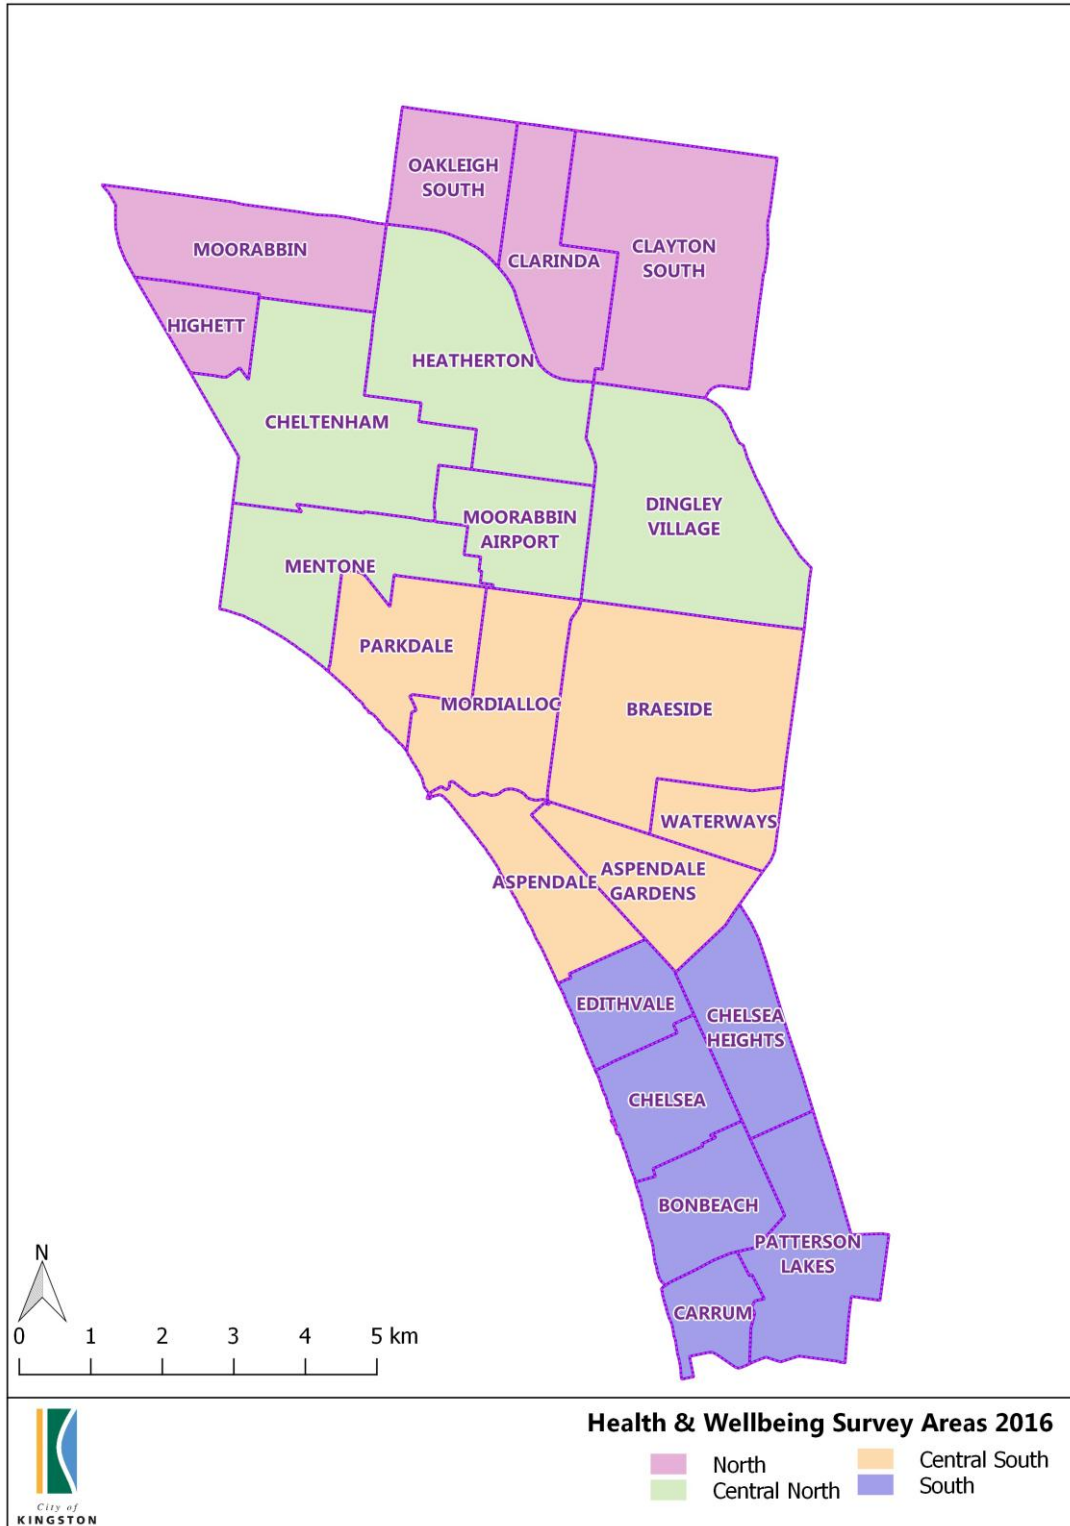 OAKLEIGH
SOUTH
MOORABBIN
CLARINDA
CLAYTON
SOUTH
HIGHETT
HEATHERTON
CHELTENHAM
DINGLEY
VILLAGE
MOORABBIN
AIRPORT
MENTONE
PARKDALE
MORDIALLOC
BRAESIDE
WATERWAYS
ASPENDALE
ASPENDALE
GARDENS
EDITHVALE
CHELSEA
HEIGHTS
CHELSEA
BONBEACH
PATTERSON
LAKES
CARRUM
N
0 1 2 3 4 5 km
Health & Wellbeing Survey Areas 2016
North
Central North
Central South
South
City of
KINGSTON